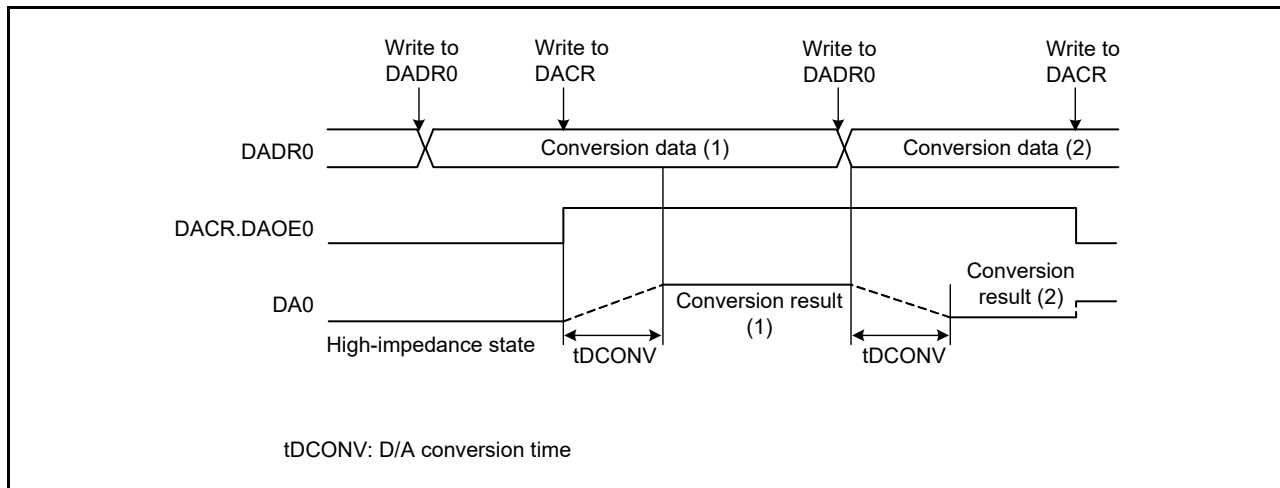 Write to
DADR0
Write to
DACR
Write to
DADR0
Write to
DACR
DADR0
Conversion data (1)
Conversion data (2)
DACR.DAOE0
DA0
Conversion result
(1)
Conversion
result (2)
High-impedance state
tDCONV
tDCONV
tDCONV: D/A conversion time